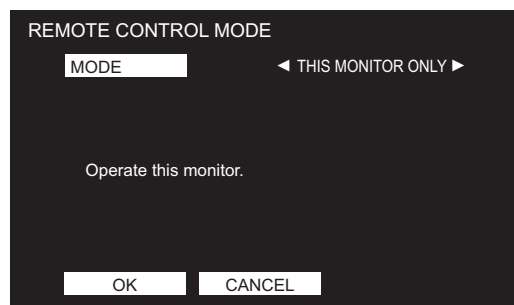 REMOTE CONTROL MODE
MODE ◄ THIS MONITOR ONLY ►
Operate this monitor.
OK CANCEL